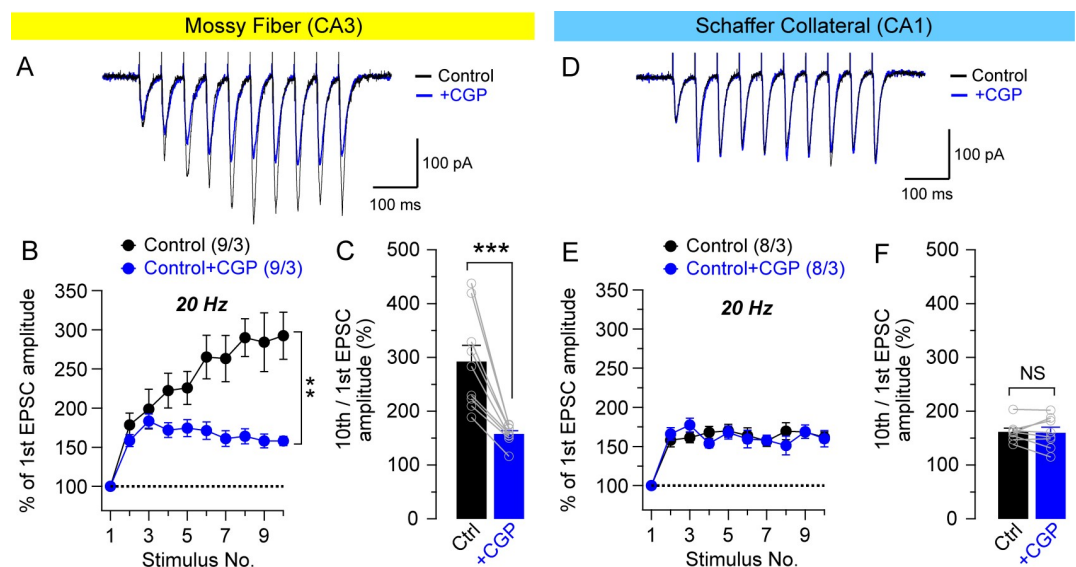 Mossy Fiber (CA3)
Schaffer Collateral (CA1)
A
Control
+CGP
100 pA
100 ms
D
Control
+CGP
100 pA
100 ms
B
Control (9/3)
Control+CGP (9/3)
20 Hz
% of 1st EPSC amplitude
350
300
250
200
150
100
**
1 3 5 7 9
Stimulus No.
C
10th / 1st EPSC
amplitude (%)
500
400
300
200
100
0
***
Ctrl
+CGP
E
Control (8/3)
Control+CGP (8/3)
20 Hz
% of 1st EPSC amplitude
350
300
250
200
150
100
1 3 5 7 9
Stimulus No.
F
10th / 1st EPSC
amplitude (%)
500
400
300
200
100
0
NS
Ctrl
+CGP